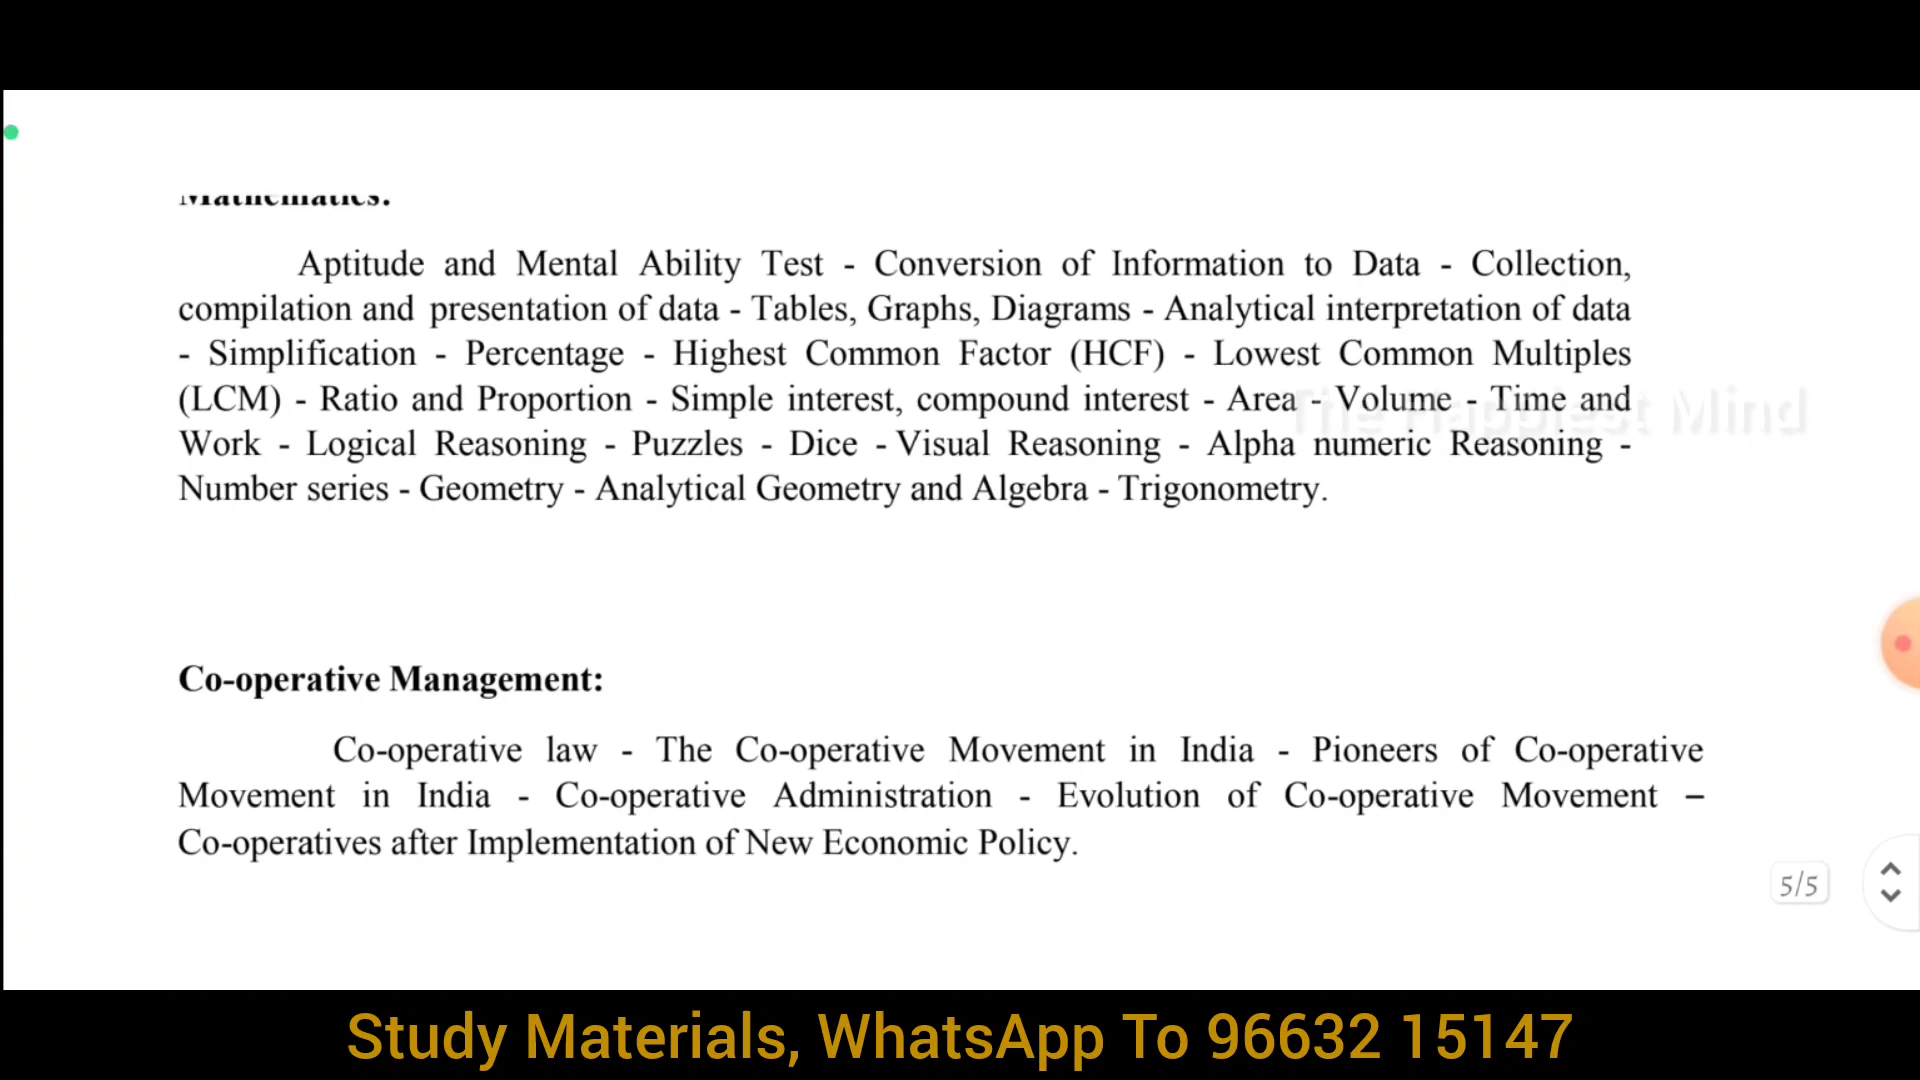 Mathematics:
Aptitude and Mental Ability Test - Conversion of Information to Data - Collection,
compilation and presentation of data - Tables, Graphs, Diagrams - Analytical interpretation of data
- Simplification - Percentage - Highest Common Factor (HCF) - Lowest Common Multiples
(LCM) - Ratio and Proportion - Simple interest, compound interest - Area - Volume - Time and
The Happiest Mind
Work - Logical Reasoning - Puzzles - Dice - Visual Reasoning - Alpha numeric Reasoning -
Number series - Geometry - Analytical Geometry and Algebra - Trigonometry.
Co-operative Management:
Co-operative law - The Co-operative Movement in India - Pioneers of Co-operative
Movement in India - Co-operative Administration - Evolution of Co-operative Movement –
Co-operatives after Implementation of New Economic Policy.
5/5
Study Materials, WhatsApp To 96632 15147